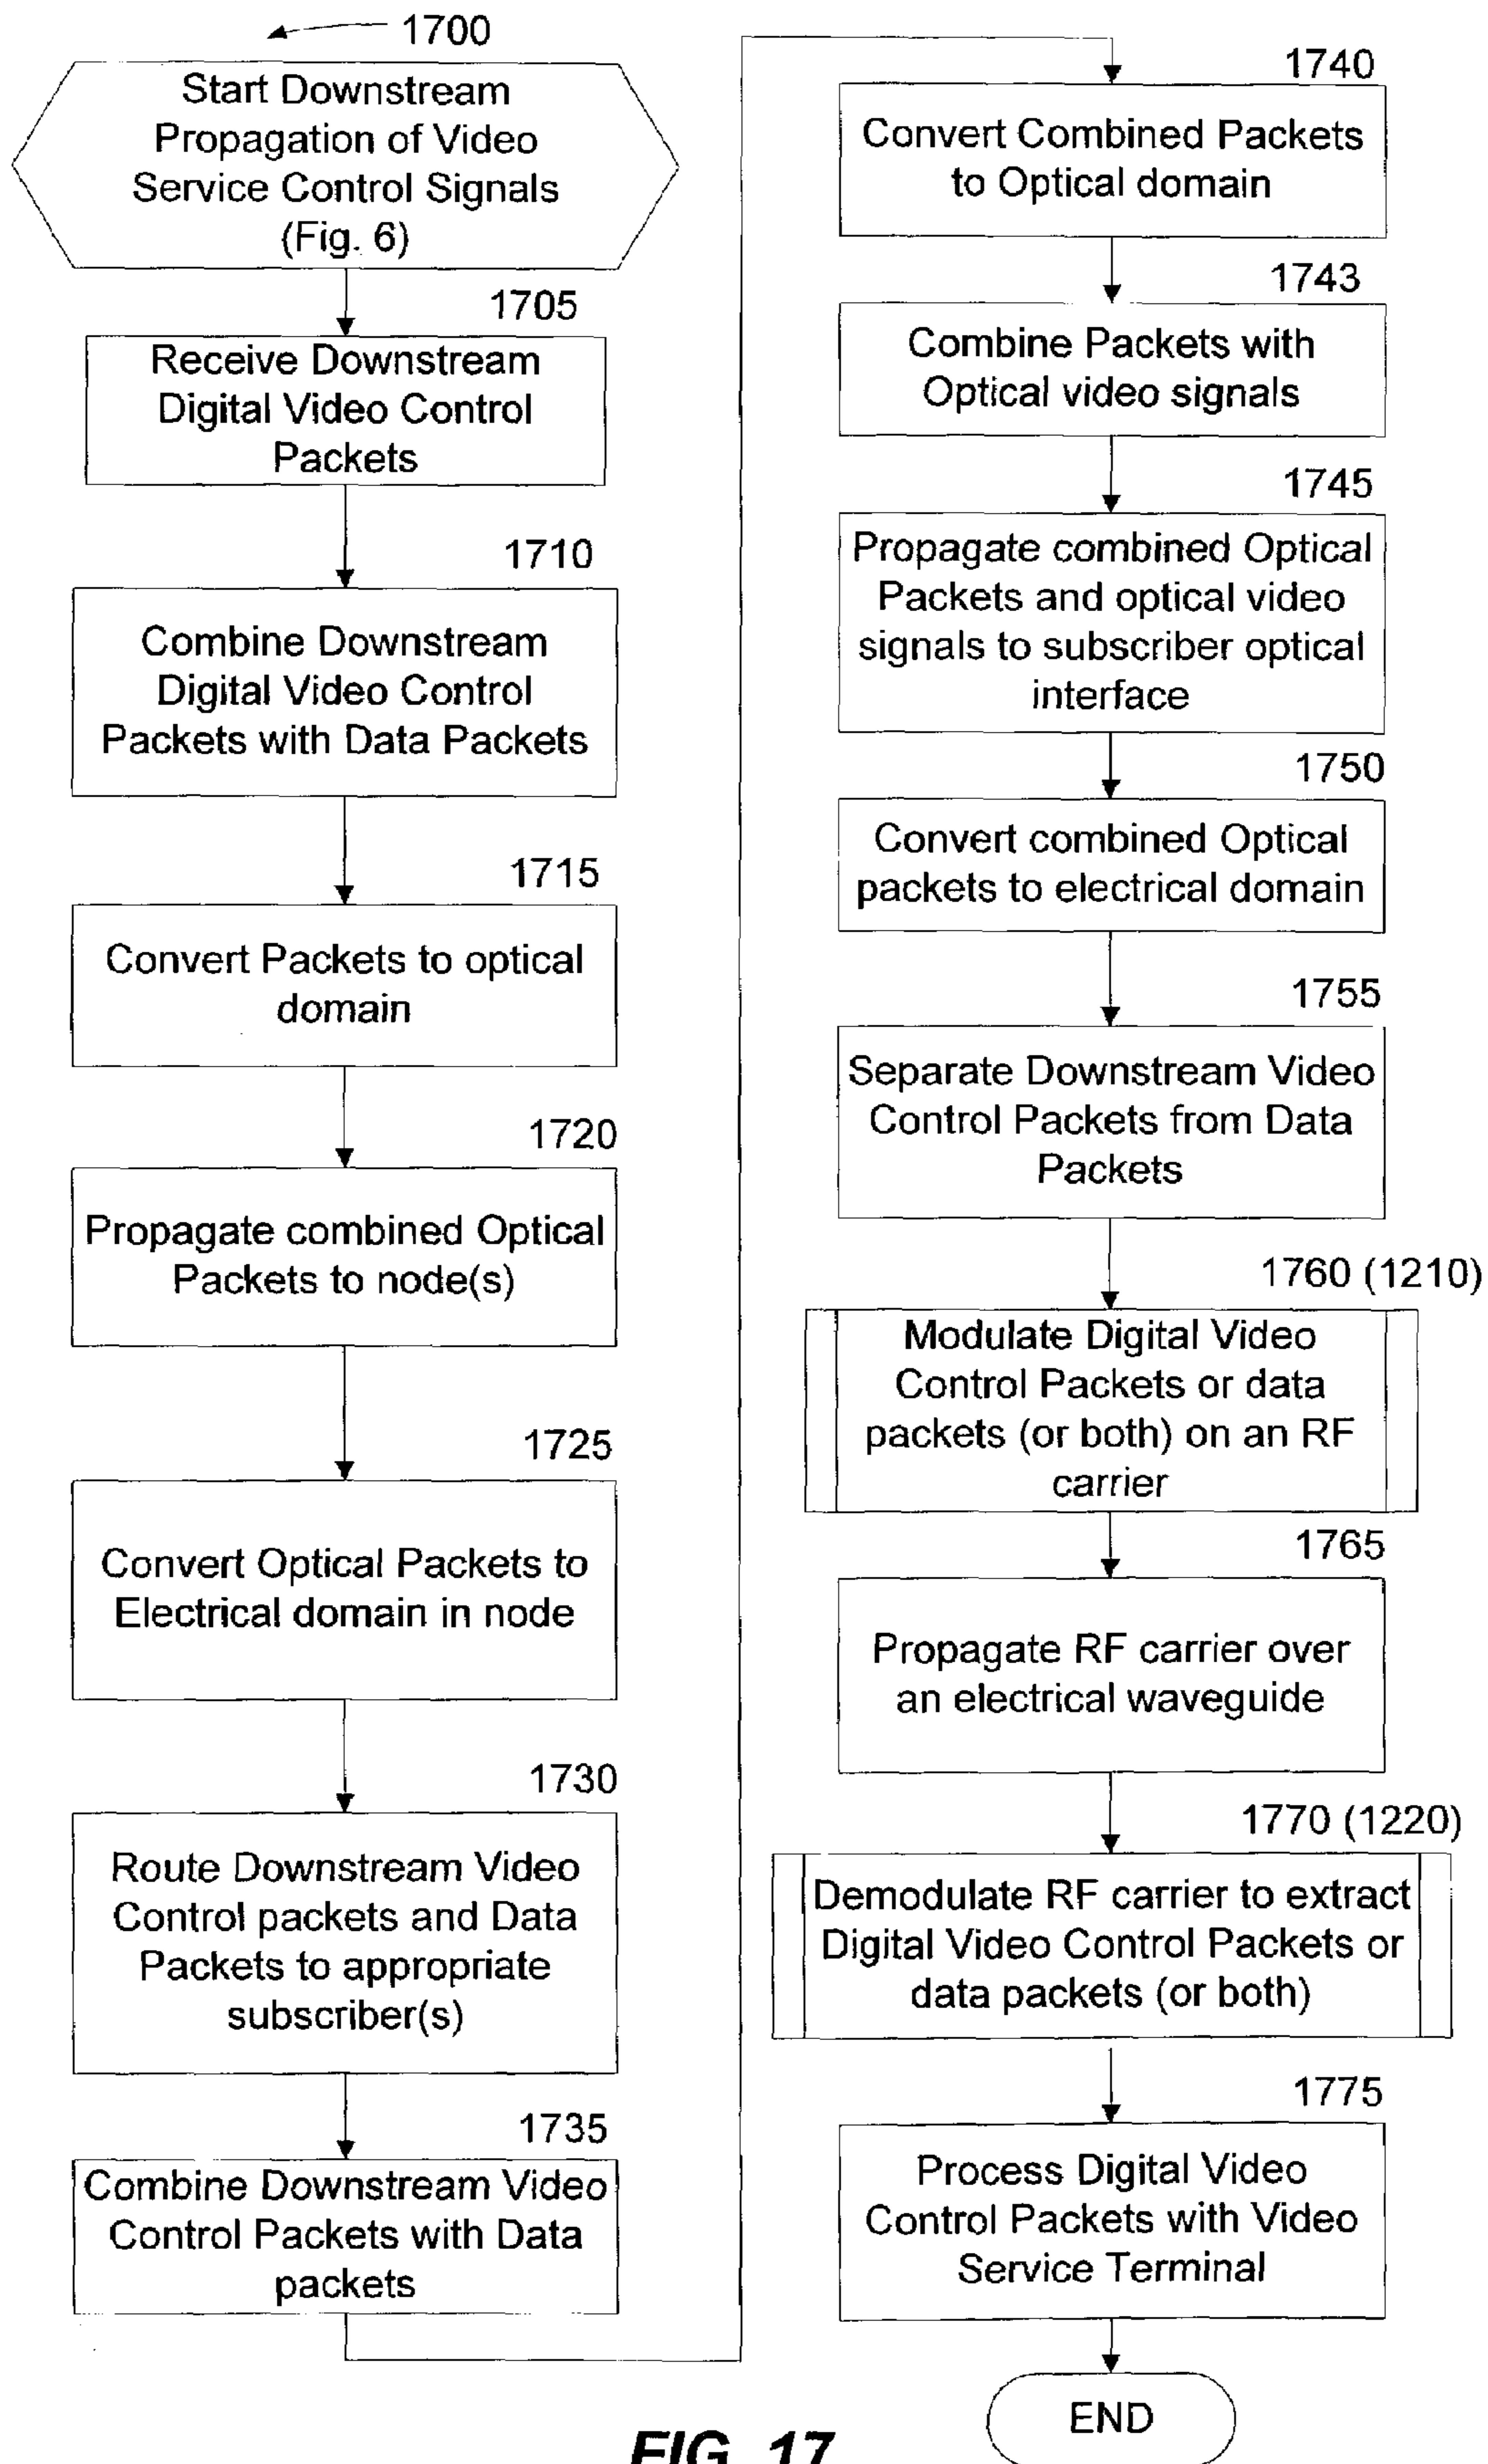 1700
Start Downstream
Propagation of Video
Service Control Signals
(Fig. 6)
1705
Receive Downstream
Digital Video Control
Packets
1710
Combine Downstream
Digital Video Control
Packets with Data Packets
1715
Convert Packets to optical
domain
1720
Propagate combined Optical
Packets to node(s)
1725
Convert Optical Packets to
Electrical domain in node
1730
Route Downstream Video
Control packets and Data
Packets to appropriate
subscriber(s)
1735
Combine Downstream Video
Control Packets with Data
packets
1740
Convert Combined Packets
to Optical domain
1743
Combine Packets with
Optical video signals
1745
Propagate combined Optical
Packets and optical video
signals to subscriber optical
interface
1750
Convert combined Optical
packets to electrical domain
1755
Separate Downstream Video
Control Packets from Data
Packets
1760 (1210)
Modulate Digital Video
Control Packets or data
packets (or both) on an RF
carrier
1765
Propagate RF carrier over
an electrical waveguide
1770 (1220)
Demodulate RF carrier to extract
Digital Video Control Packets or
data packets (or both)
1775
Process Digital Video
Control Packets with Video
Service Terminal
END
FIG. 17